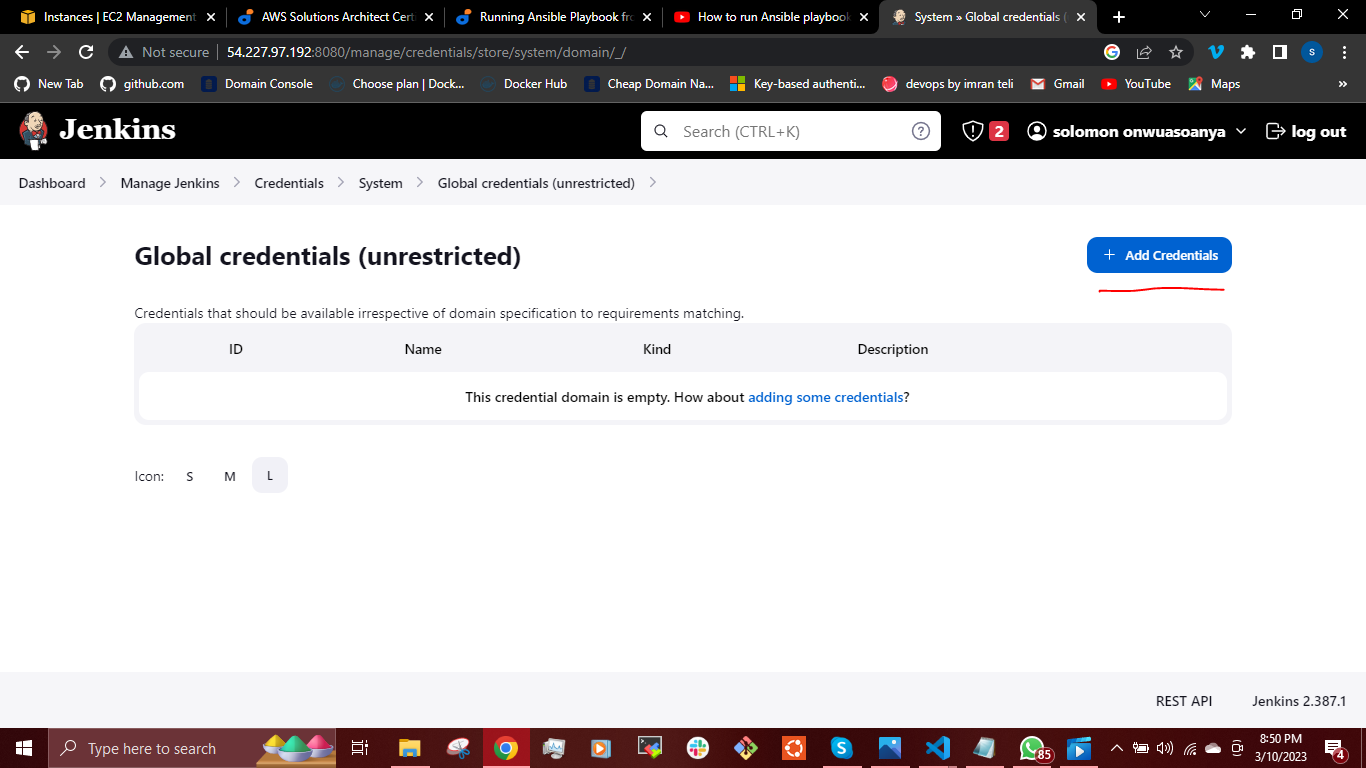 Instances | EC2 Management
AWS Solutions Architect Cert
Running Ansible Playbook fro
How to run Ansible playbook
System » Global credentials (
Not secure
54.227.97.192:8080/manage/credentials/store/system/domain/_/
S
New Tab
github.com
Domain Console
Choose plan | Dock...
Docker Hub
Cheap Domain Na...
Key-based authenti...
devops by imran teli
Gmail
YouTube
Maps
»
Jenkins
Search (CTRL+K)
2
solomon onwuasoanya
log out
Dashboard
Manage Jenkins
Credentials
System
Global credentials (unrestricted)
Global credentials (unrestricted)
+ Add Credentials
Credentials that should be available irrespective of domain specification to requirements matching.
ID Name Kind Description
This credential domain is empty. How about adding some credentials?
Icon: S M L
REST API Jenkins 2.387.1
Type here to search
85
8:50 PM
3/10/2023
4